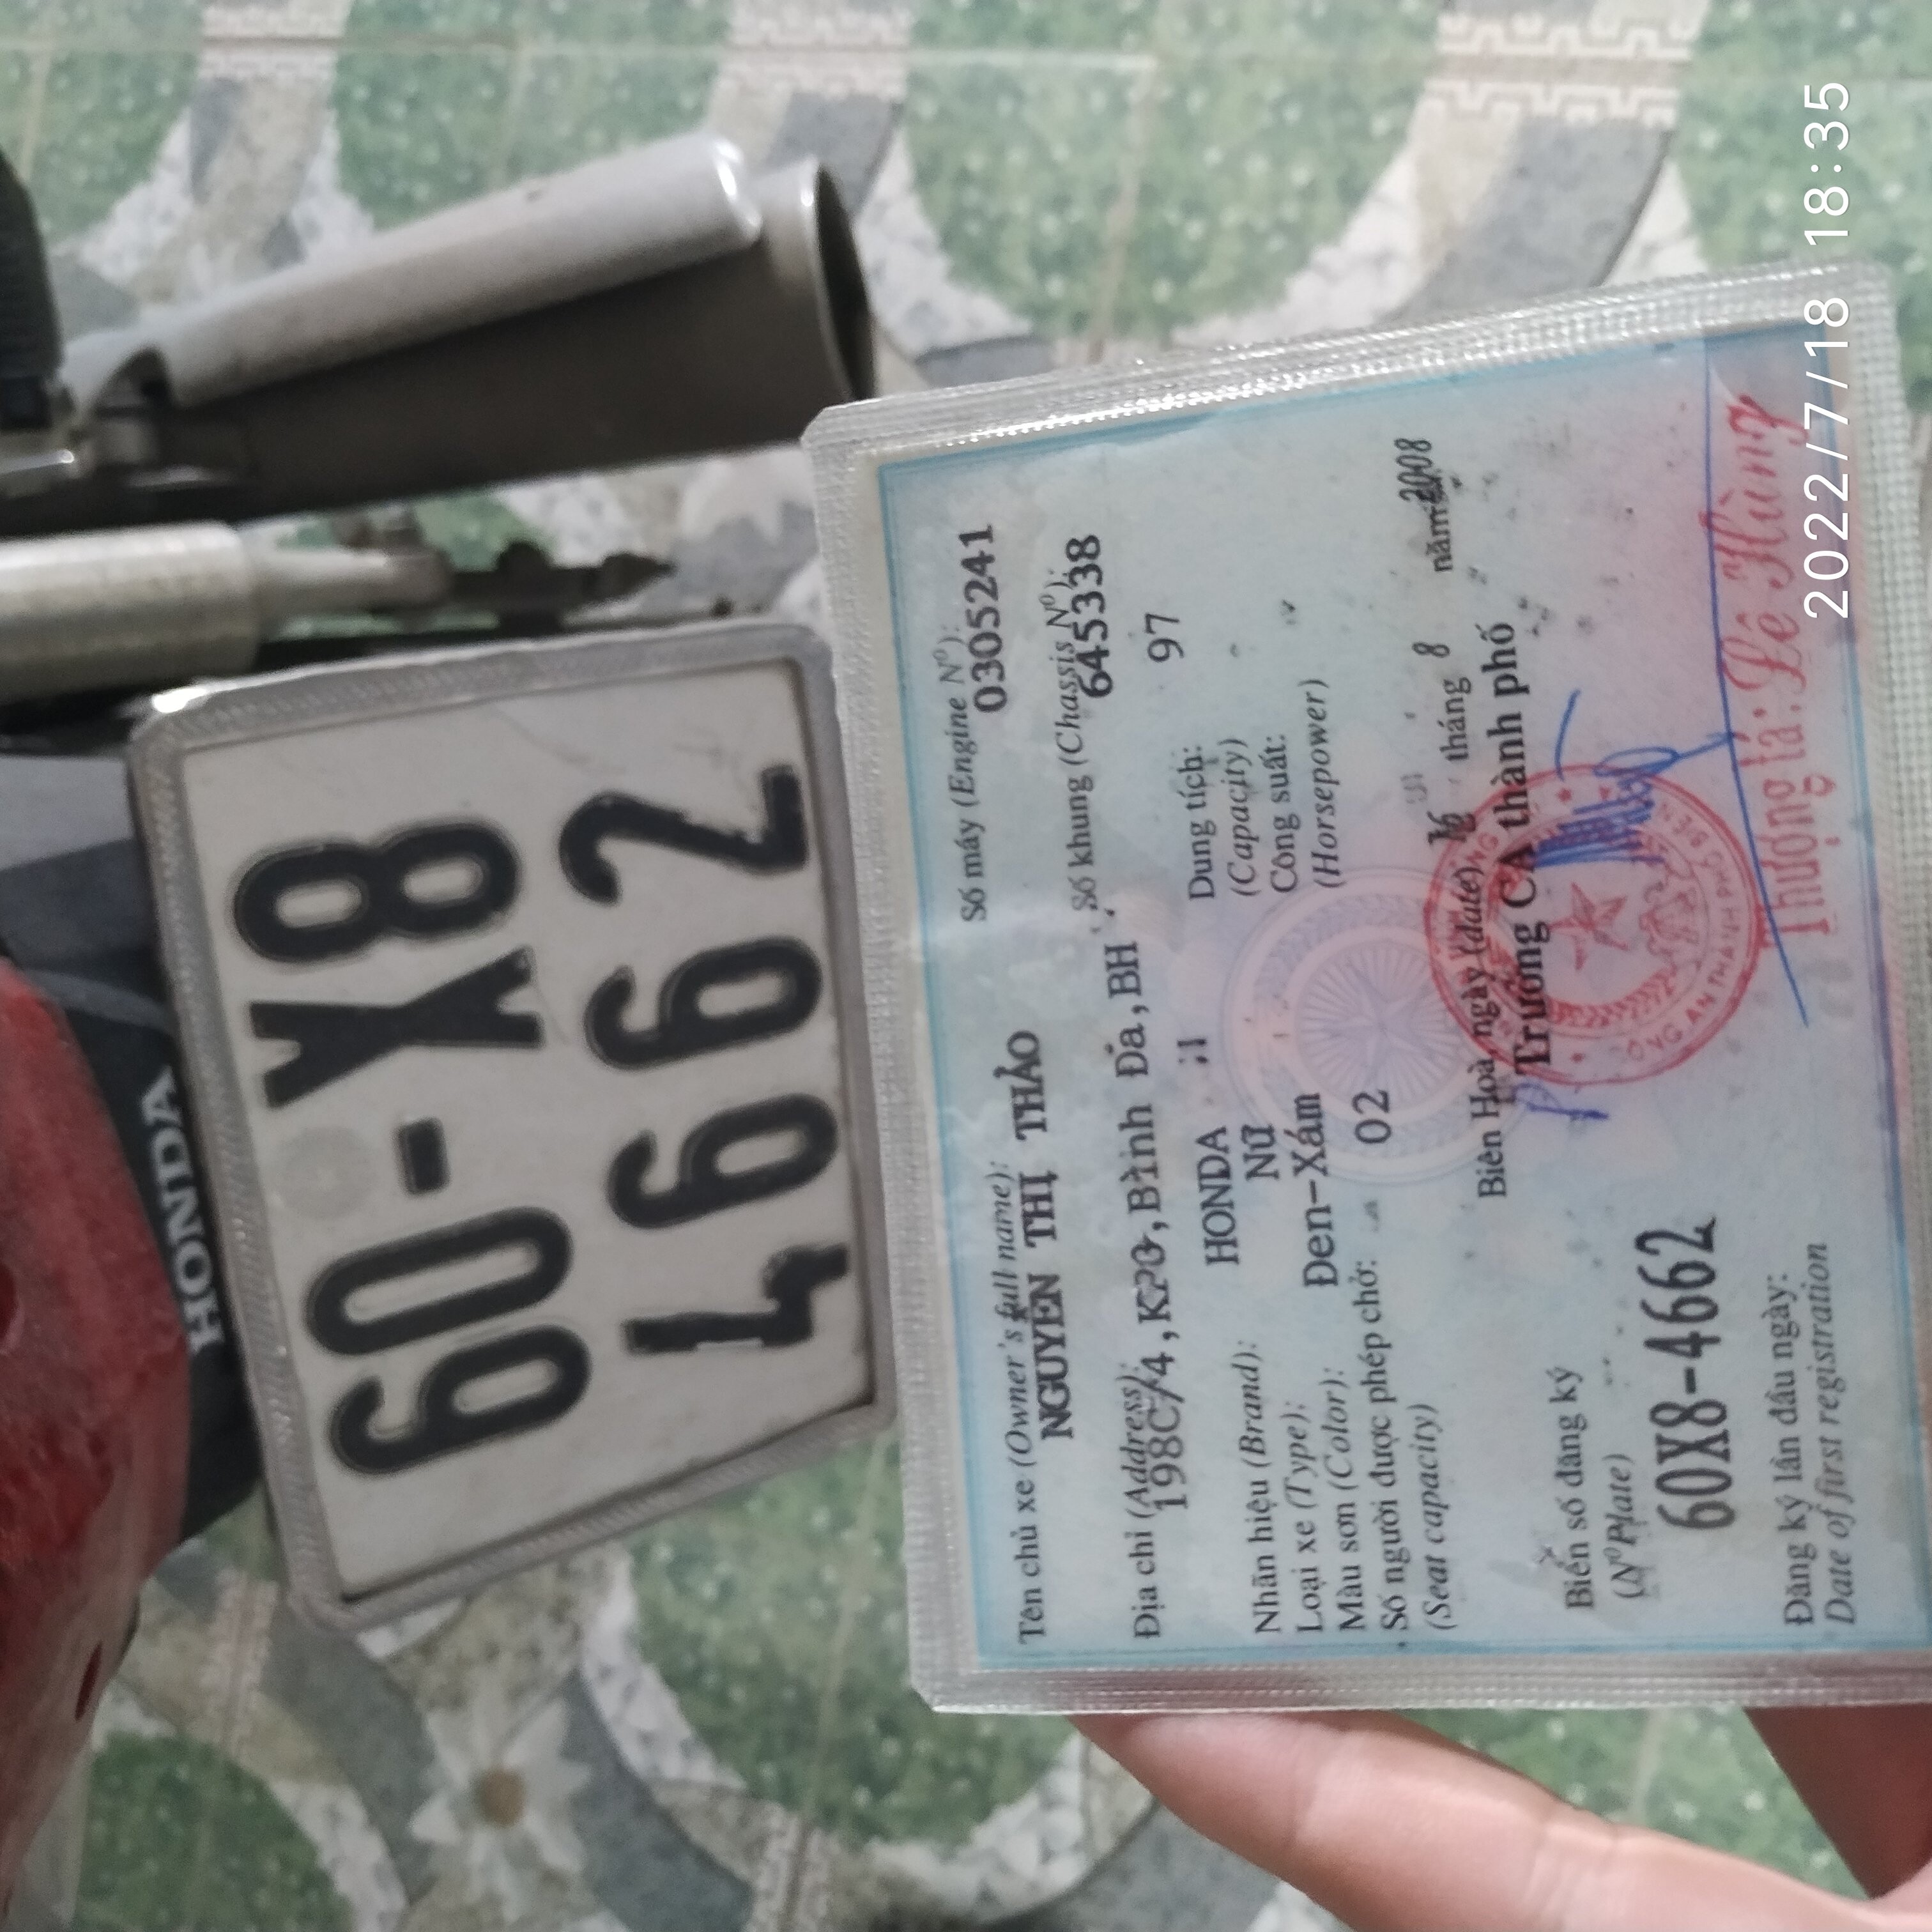 HONDA
60-X8
4662
Tên chủ xe (Owner's full name):
NGUYỄN THỊ THẢO
Số máy (Engine Nº):
0305241
Địa chỉ (Address):
198C/4, , Bình Đa, BH
Số khung (Chassis Nº):
645338
Nhãn hiệu (Brand): HONDA
Loại xe (Type): Nữ
Màu sơn (Color): Đen-Xám
Số người được phép chở: 02
(Seat capacity)
Dung tích: 97
(Capacity)
Công suất:
(Horsepower)
Biên Hoà, ngày (date) 16 tháng 8 năm 2008
Trưởng CA thành phố
Biển số đăng ký
(Nº Plate)
60X8-4662
Đăng ký lần đầu ngày:
Date of first registration
Thượng tá: Lê Hùng
2022/7/18 18:35